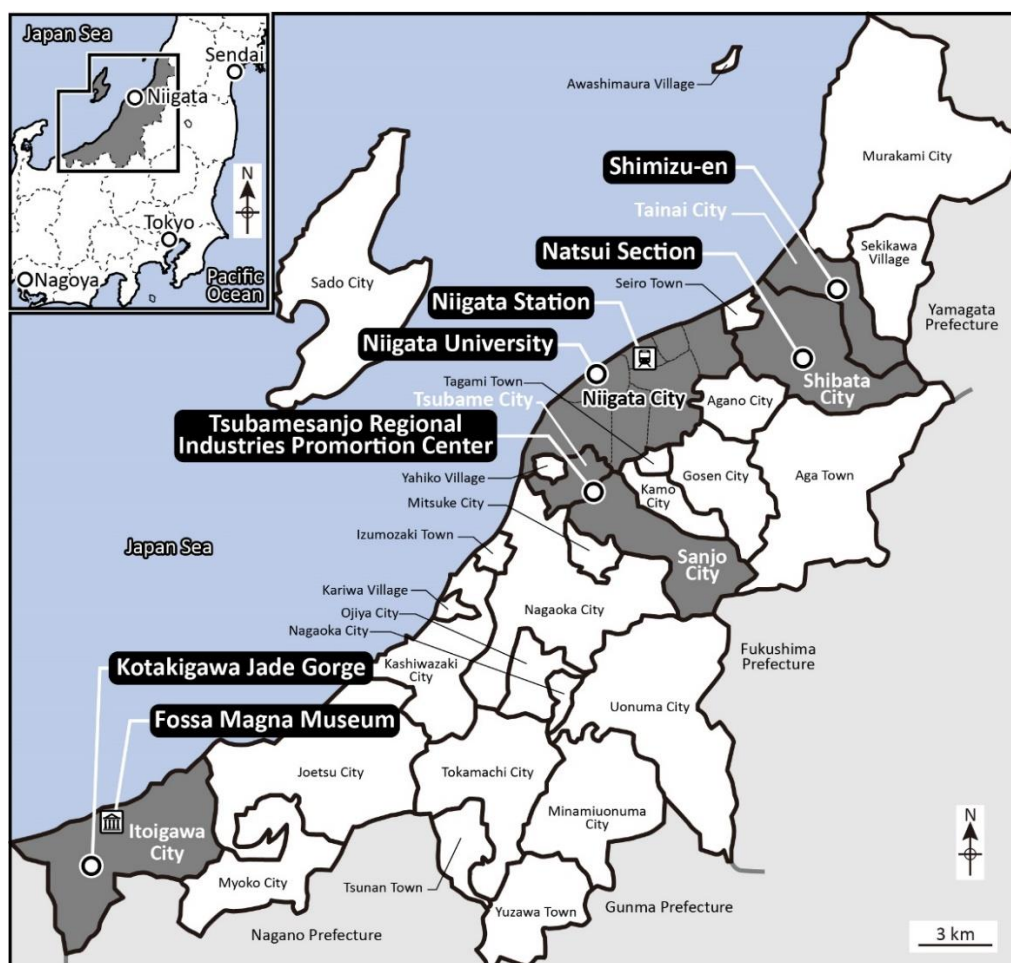 Japan Sea
Sendai
Niigata
N
Tokyo
Nagoya
Pacific
Ocean
Awashimaura Village
Murakami City
Shimizu-en
Tainai City
Sekikawa
Village
Natsui Section
Sado City
Seiro Town
Yamagata
Prefecture
Niigata Station
Niigata University
Shibata
City
Tagami Town
Niigata City
Agano City
Tsubame City
Tsubamesanjo Regional
Industries Promortion Center
Yahiko Village
Kamo
City
Gosen City
Aga Town
Mitsuke City
Izumozaki Town
Japan Sea
Sanjo
City
Kariwa Village
Nagaoka City
Ojiya City
Nagaoka City
Fukushima
Prefecture
Kotakigawa Jade Gorge
Kashiwazaki
City
Uonuma City
Fossa Magna Museum
Joetsu City
Tokamachi City
Minamiuonuma
City
N
Itoigawa
City
Myoko City
Tsunan Town
Yuzawa Town
Gunma Prefecture
Nagano Prefecture
3 km